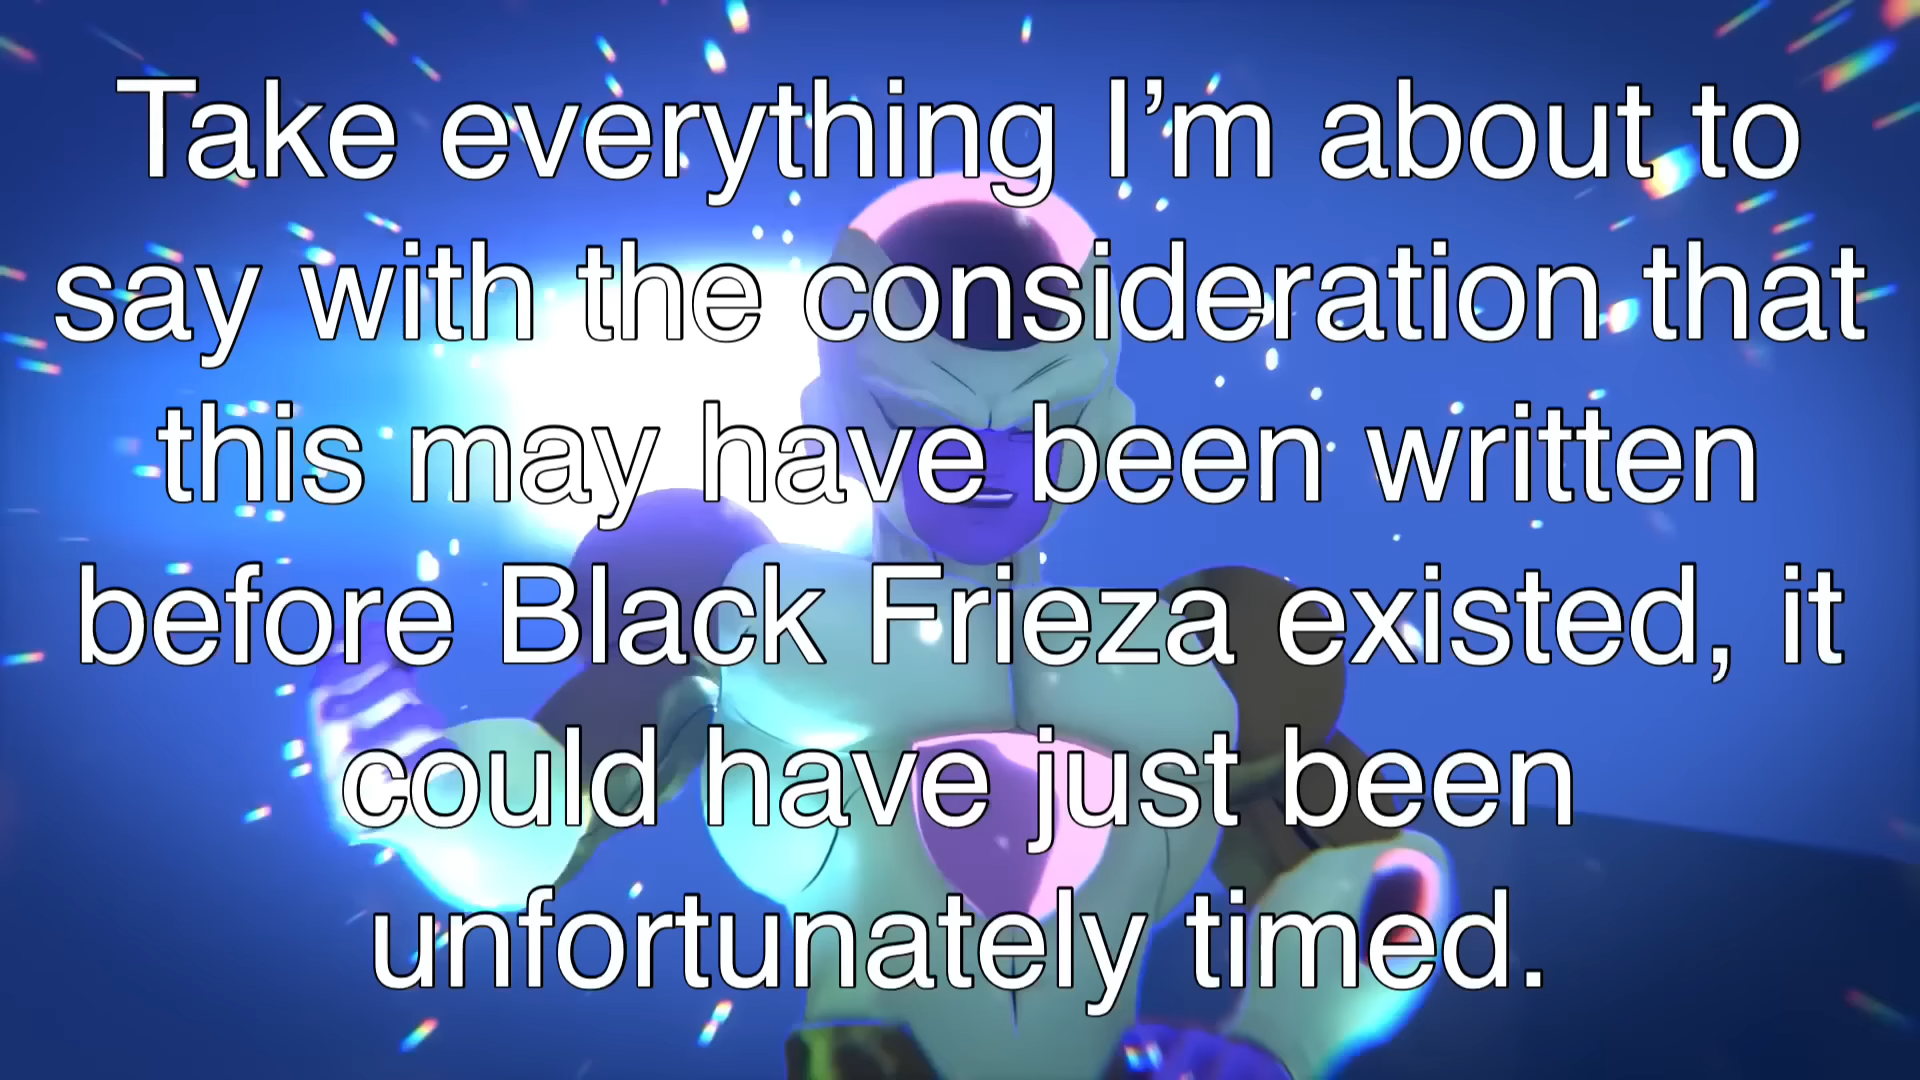 Take everything I’m about to
say with the consideration that
this may have been written
before Black Frieza existed, it
could have just been
unfortunately timed.